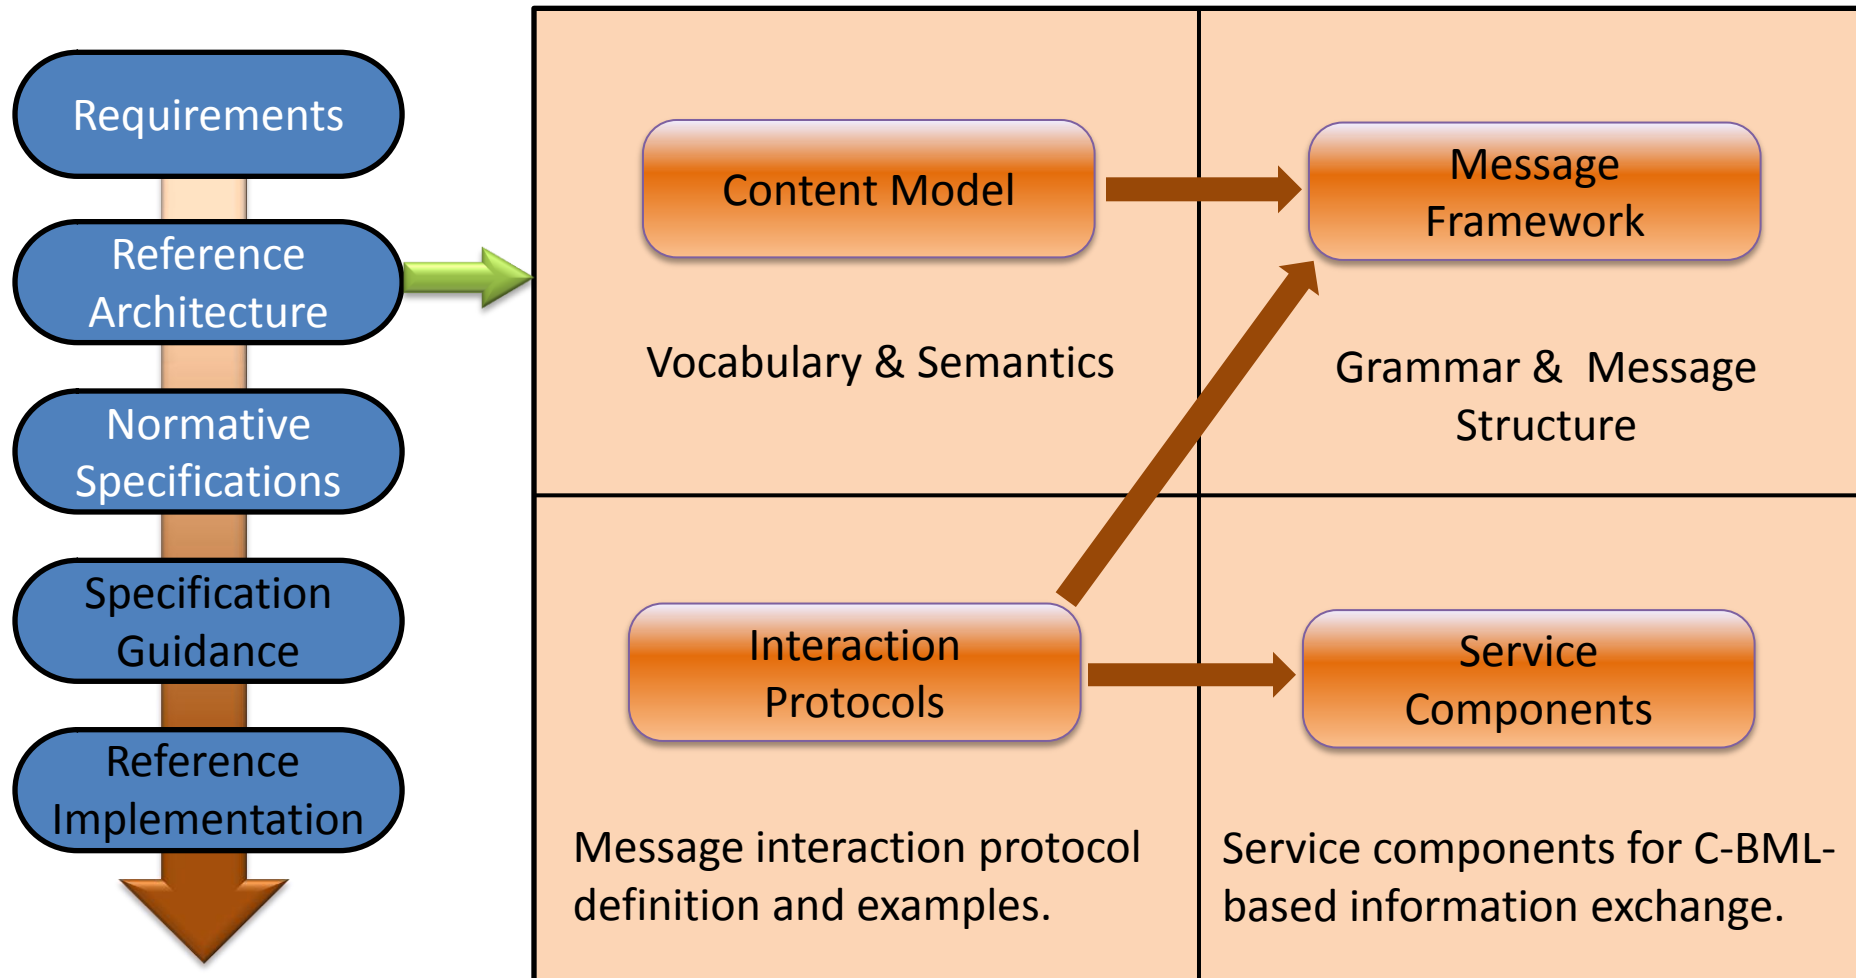 Requirements
Reference
Architecture
Normative
Specifications
Specification
Guidance
Reference
Implementation
Content Model
Vocabulary & Semantics
Message
Framework
Grammar &  Message
Structure
Interaction
Protocols
Message interaction protocol
definition and examples.
Service
Components
Service components for C-BML-
based information exchange.